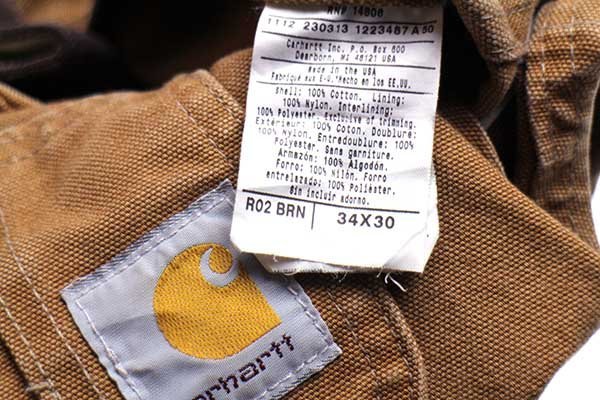 RN# 14806
1112 230313 1223487 A 50
Carhartt Inc. P.O. Box 600
Dearborn, MI 48121 USA
Made in the USA
Fabriqué aux É.-U. Hecho en los EE.UU.
Shell: 100% Cotton. Lining:
100% Nylon. Interlining:
100% Polyester Exclusive of trimming.
Extérieur: 100% Coton. Doublure:
100% Nylon. Entre-doublure: 100%
Polyester. Sans garniture.
Armazón: 100% Algodón.
Forro: 100% Nilón. Forro
entrelazado: 100% Poliéster.
Sin incluir adorno.
R02 BRN 34X30
arhartt